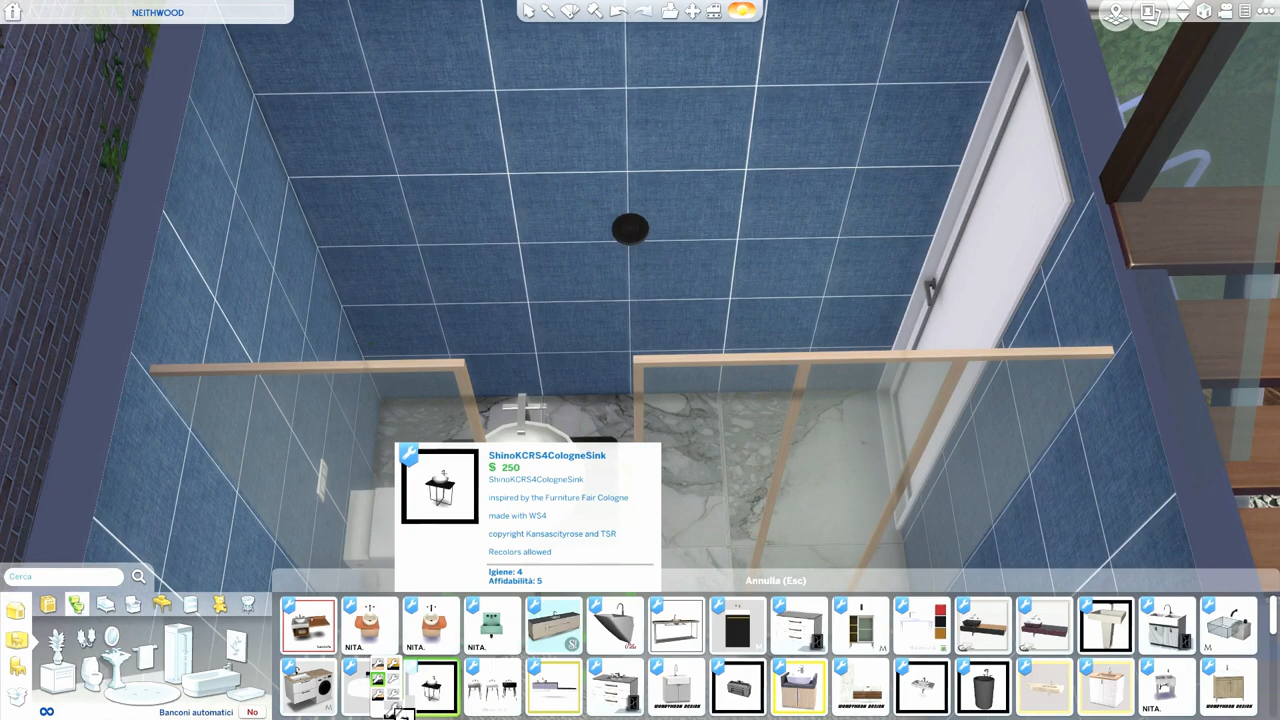 NEITHWOOD
ShinoKCRS4CologneSink
$ 250
ShinoKCRS4CologneSink
inspired by the Furniture Fair Cologne
made with WS4
copyright Kansascityrose and TSR
Recolors allowed
Igiene: 4
Affidabilità: 5
Cerca
Annulla (Esc)
NITA.
NITA.
NITA.
M
M
M
M
NITA.
Banconi automatici No